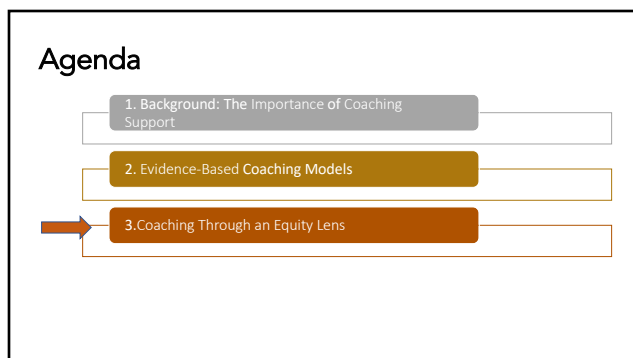 Agenda
1. Background: The Importance of Coaching
Support
2. Evidence-Based Coaching Models
3.Coaching Through an Equity Lens